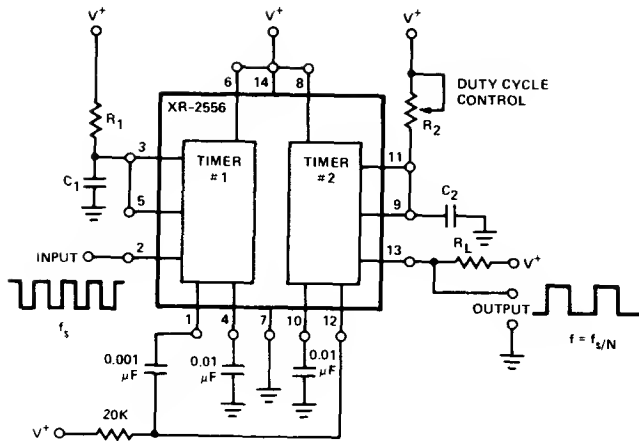 V+
V+
V+
6
14
8
XR-2556
DUTY CYCLE
CONTROL
R1
R2
3
TIMER
#1
TIMER
#2
11
C1
5
9
C2
13
RL
V+
INPUT
2
OUTPUT
fs
1
4
7
10
12
f = fs/N
0.001
μF
0.01
μF
0.01
μF
V+
20K